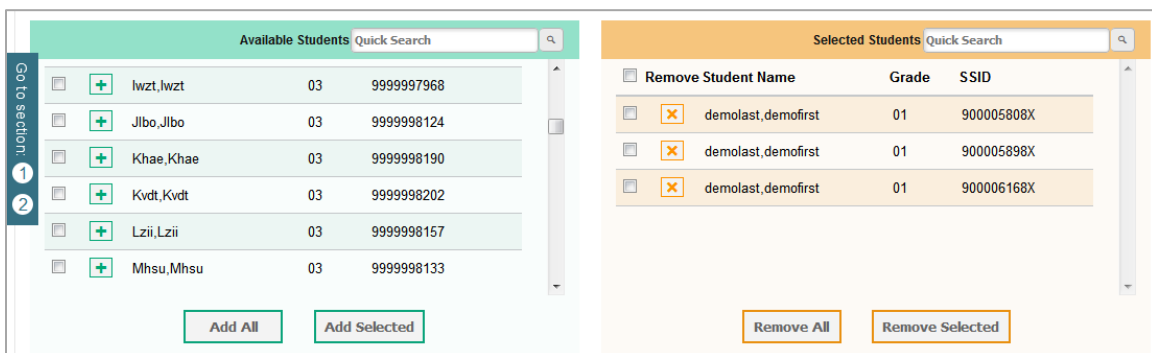 Available Students Quick Search
Iwzt,Iwzt 03 9999997968
Jlbo,Jlbo 03 9999998124
Khae,Khae 03 9999998190
Kvdt,Kvdt 03 9999998202
Lzii,Lzii 03 9999998157
Mhsu,Mhsu 03 9999998133
Add All Add Selected
Go to section:
1
2
Selected Students Quick Search
Remove Student Name Grade SSID
demolast,demofirst 01 900005808X
demolast,demofirst 01 900005898X
demolast,demofirst 01 900006168X
Remove All Remove Selected